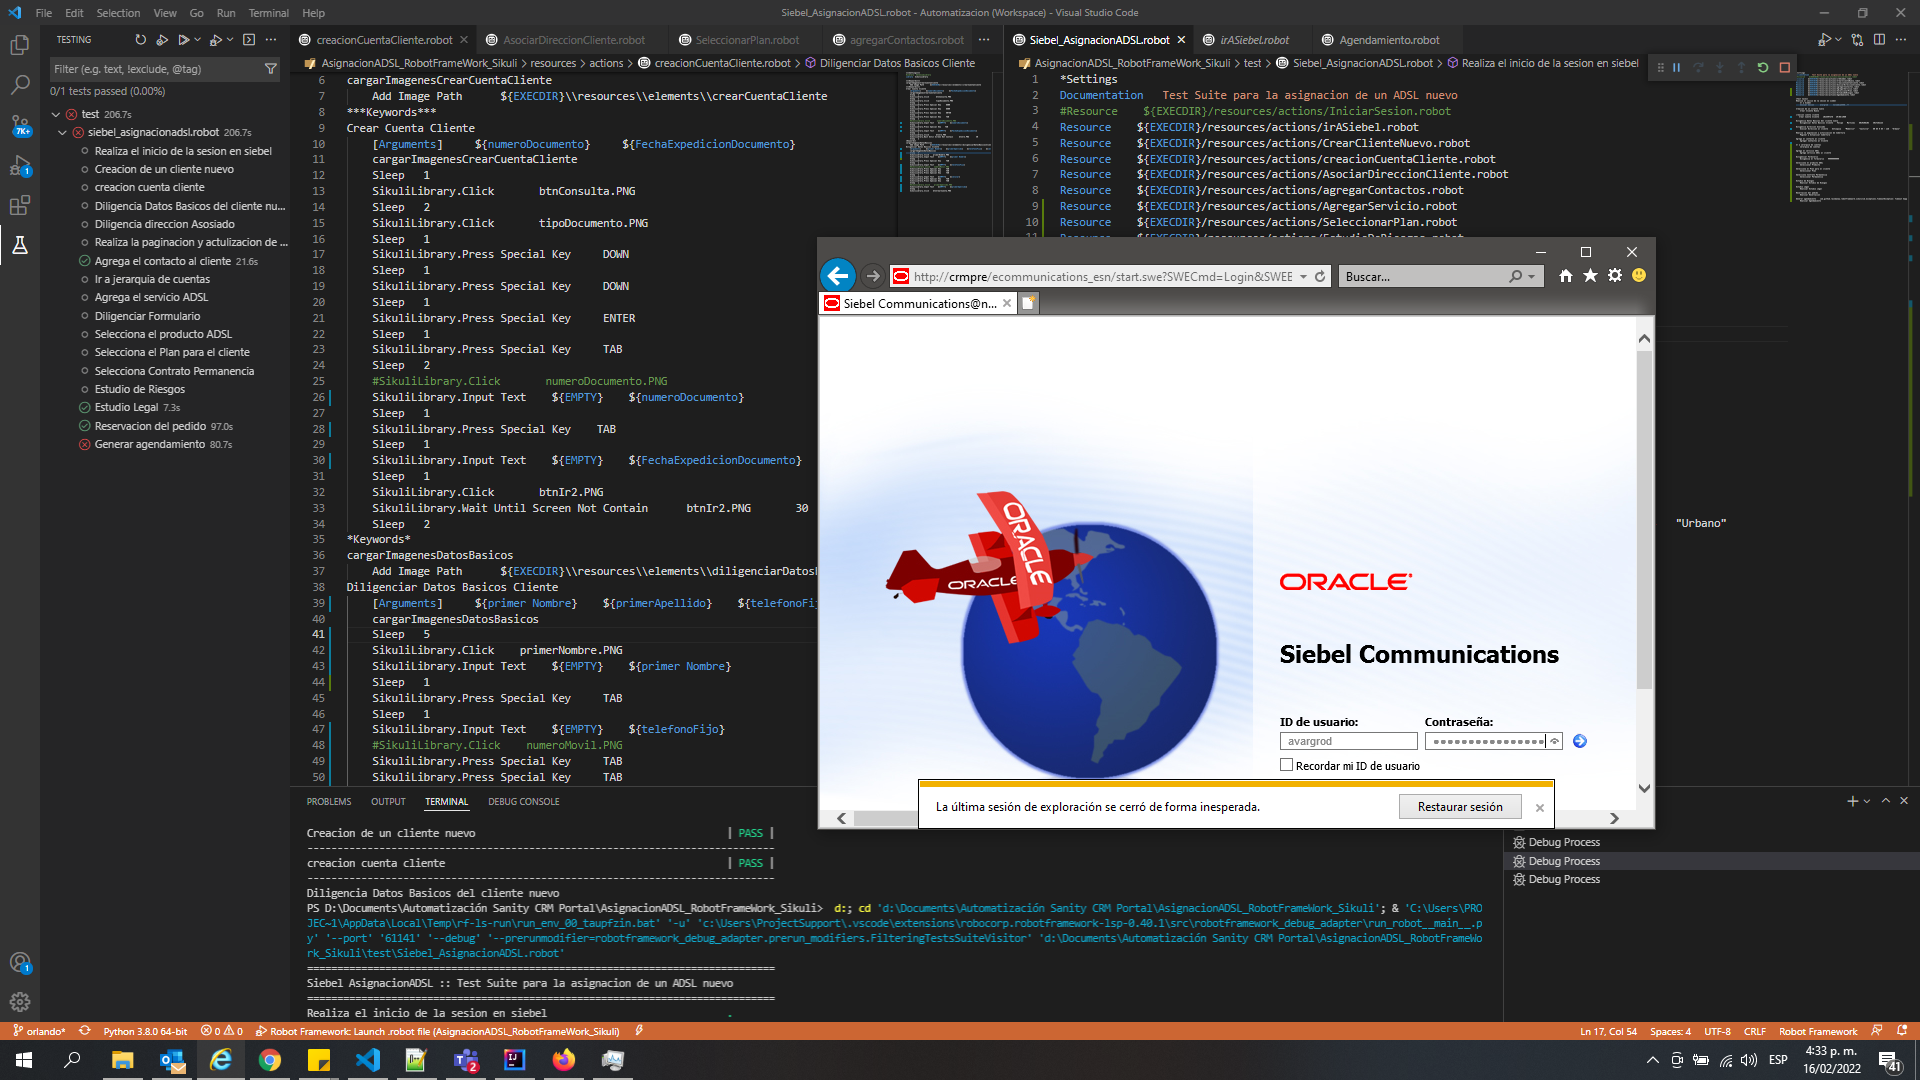 File Edit Selection View Go Run Terminal Help
Siebel_AsignacionADSL.robot - Automatizacion (Workspace) - Visual Studio Code
TESTING
Filter (e.g. text, !exclude, @tag)
0/1 tests passed (0.00%)
test 206.7s
siebel_asignacionadsl.robot 206.7s
Realiza el inicio de la sesion en siebel
Creacion de un cliente nuevo
creacion cuenta cliente
Diligencia Datos Basicos del cliente nu...
Diligencia direccion Asosiado
Realiza la paginacion y actulizacion de ...
Agrega el contacto al cliente 21.6s
Ir a jerarquia de cuentas
Agrega el servicio ADSL
Diligenciar Formulario
Selecciona el producto ADSL
Selecciona el Plan para el cliente
Selecciona Contrato Permanencia
Estudio de Riesgos
Estudio Legal 7.3s
Reservacion del pedido 97.0s
Generar agendamiento 80.7s
7K+
1
1
creacionCuentaCliente.robot AsociarDireccionCliente.robot SeleccionarPlan.robot agregarContactos.robot
AsignacionADSL_RobotFrameWork_Sikuli > resources > actions > creacionCuentaCliente.robot > Diligenciar Datos Basicos Cliente
6 cargarImagenesCrearCuentaCliente
7 Add Image Path ${EXECDIR}\\resources\\elements\\crearCuentaCliente
8 ***Keywords***
9 Crear Cuenta Cliente
10 [Arguments] ${numeroDocumento} ${FechaExpedicionDocumento}
11 cargarImagenesCrearCuentaCliente
12 Sleep 1
13 SikuliLibrary.Click btnConsulta.PNG
14 Sleep 2
15 SikuliLibrary.Click tipoDocumento.PNG
16 Sleep 1
17 SikuliLibrary.Press Special Key DOWN
18 Sleep 1
19 SikuliLibrary.Press Special Key DOWN
20 Sleep 1
21 SikuliLibrary.Press Special Key ENTER
22 Sleep 1
23 SikuliLibrary.Press Special Key TAB
24 Sleep 2
25 #SikuliLibrary.Click numeroDocumento.PNG
26 SikuliLibrary.Input Text ${EMPTY} ${numeroDocumento}
27 Sleep 1
28 SikuliLibrary.Press Special Key TAB
29 Sleep 1
30 SikuliLibrary.Input Text ${EMPTY} ${FechaExpedicionDocumento}
31 Sleep 1
32 SikuliLibrary.Click btnIr2.PNG
33 SikuliLibrary.Wait Until Screen Not Contain btnIr2.PNG 30
34 Sleep 2
35 *Keywords*
36 cargarImagenesDatosBasicos
37 Add Image Path ${EXECDIR}\\resources\\elements\\diligenciarDatos
38 Diligenciar Datos Basicos Cliente
39 [Arguments] ${primer Nombre} ${primerApellido} ${telefonoFij
40 cargarImagenesDatosBasicos
41 Sleep 5
42 SikuliLibrary.Click primerNombre.PNG
43 SikuliLibrary.Input Text ${EMPTY} ${primer Nombre}
44 Sleep 1
45 SikuliLibrary.Press Special Key TAB
46 Sleep 1
47 SikuliLibrary.Input Text ${EMPTY} ${telefonoFijo}
48 #SikuliLibrary.Click numeroMovil.PNG
49 SikuliLibrary.Press Special Key TAB
50 SikuliLibrary.Press Special Key TAB
Siebel_AsignacionADSL.robot irASiebel.robot Agendamiento.robot
AsignacionADSL_RobotFrameWork_Sikuli > test > Siebel_AsignacionADSL.robot > Realiza el inicio de la sesion en siebel
1 *Settings
2 Documentation Test Suite para la asignacion de un ADSL nuevo
3 #Resource ${EXECDIR}/resources/actions/IniciarSesion.robot
4 Resource ${EXECDIR}/resources/actions/irASiebel.robot
5 Resource ${EXECDIR}/resources/actions/CrearClienteNuevo.robot
6 Resource ${EXECDIR}/resources/actions/creacionCuentaCliente.robot
7 Resource ${EXECDIR}/resources/actions/AsociarDireccionCliente.robot
8 Resource ${EXECDIR}/resources/actions/agregarContactos.robot
9 Resource ${EXECDIR}/resources/actions/AgregarServicio.robot
10 Resource ${EXECDIR}/resources/actions/SeleccionarPlan.robot
11 Resource ${EXECDIR}/resources/actions/EstudioDeRiesgos.robot
"Urbano"
http://crmpre/ecommunications_esn/start.swe?SWECmd=Login&SWEE
Buscar...
Siebel Communications@n...
ORACLE
ORACLE
ORACLE
Siebel Communications
ID de usuario: Contraseña:
avargrod
Recordar mi ID de usuario
La última sesión de exploración se cerró de forma inesperada.
Restaurar sesión
PROBLEMS OUTPUT TERMINAL DEBUG CONSOLE
Creacion de un cliente nuevo | PASS |
creacion cuenta cliente | PASS |
Diligencia Datos Basicos del cliente nuevo
PS D:\Documents\Automatización Sanity CRM Portal\AsignacionADSL_RobotFrameWork_Sikuli> d:; cd 'd:\Documents\Automatización Sanity CRM Portal\AsignacionADSL_RobotFrameWork_Sikuli'; & 'C:\Users\PRO
JEC~1\AppData\Local\Temp\rf-ls-run\run_env_00_taupfzin.bat' '-u' 'c:\Users\ProjectSupport\.vscode\extensions\robocorp.robotframework-lsp-0.40.1\src\robotframework_debug_adapter\run_robot__main__.p
y' '--port' '61141' '--debug' '--prerunmodifier=robotframework_debug_adapter.prerun_modifiers.FilteringTestsSuiteVisitor' 'd:\Documents\Automatización Sanity CRM Portal\AsignacionADSL_RobotFrameWo
rk_Sikuli\test\Siebel_AsignacionADSL.robot'
Siebel AsignacionADSL :: Test Suite para la asignacion de un ADSL nuevo
Realiza el inicio de la sesion en siebel .
Debug Process
Debug Process
Debug Process
orlando* Python 3.8.0 64-bit 0 0 Robot Framework: Launch .robot file (AsignacionADSL_RobotFrameWork_Sikuli)
Ln 17, Col 54 Spaces: 4 UTF-8 CRLF Robot Framework
2
ESP
4:33 p. m.
16/02/2022
41